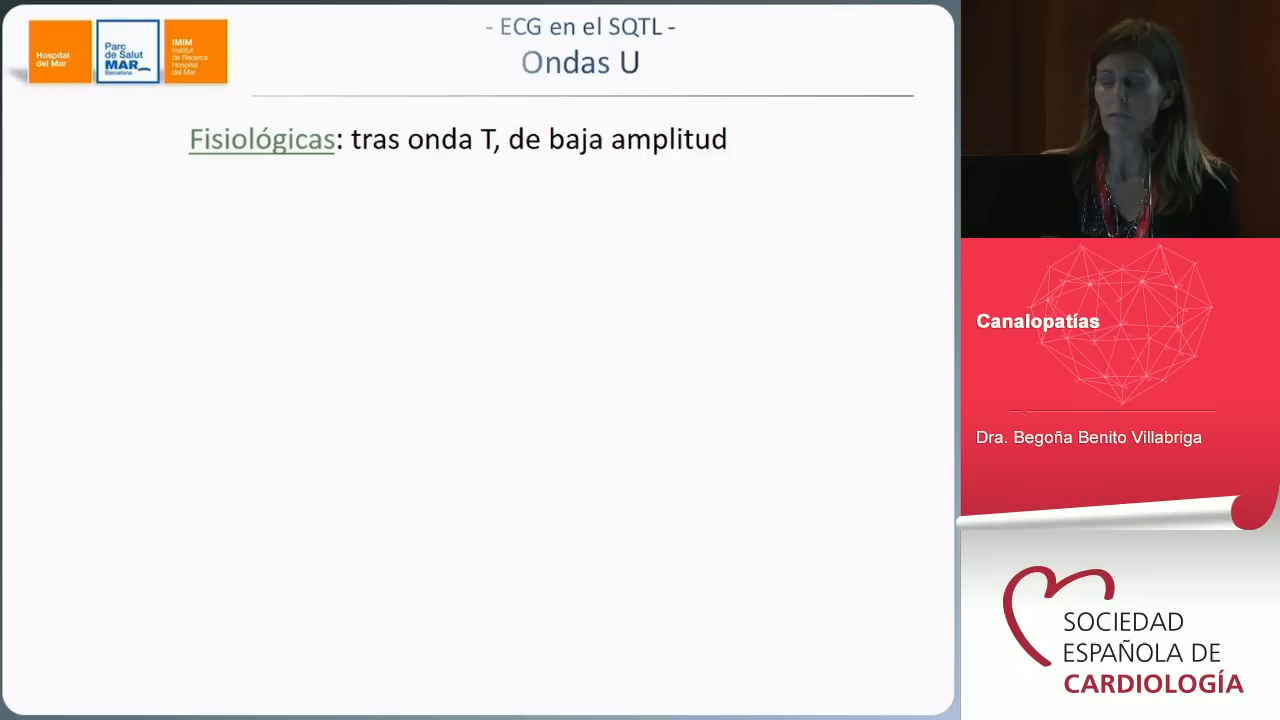 - ECG en el SQTL -
Ondas U
Hospital
del Mar
Parc
de Salut
MAR
Barcelona
IMIM
Institut
de Recerca
Hospital
del Mar
Fisiológicas: tras onda T, de baja amplitud
Canalopatías
Dra. Begoña Benito Villabriga
SOCIEDAD
ESPAÑOLA DE
CARDIOLOGÍA